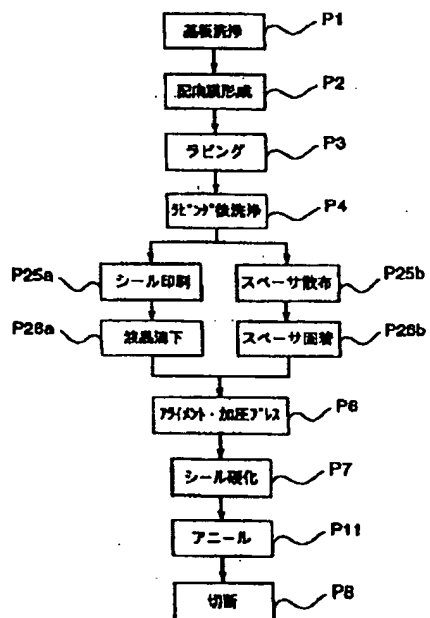 基板洗浄 P1
配向膜形成 P2
ラビング P3
ラビング後洗浄 P4
P25a シール印刷 スペーサ散布 P25b
P26a 液晶滴下 スペーサ固着 P26b
アライメント・加圧プレス P6
シール硬化 P7
アニール P11
切断 P8